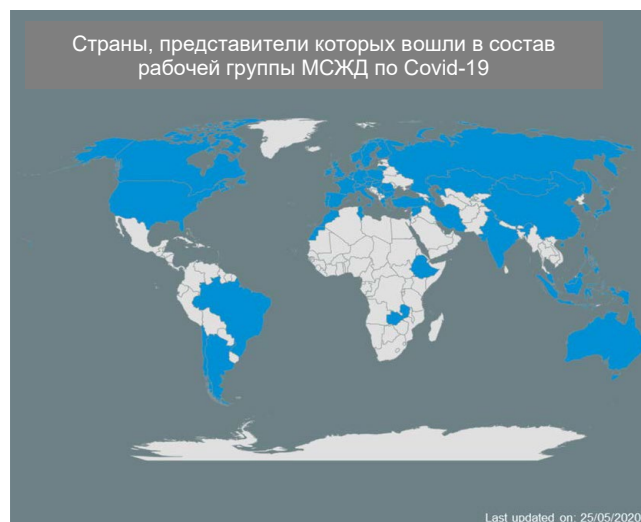 Страны, представители которых вошли в состав
рабочей группы МСЖД по Covid-19
Last updated on: 25/05/2020